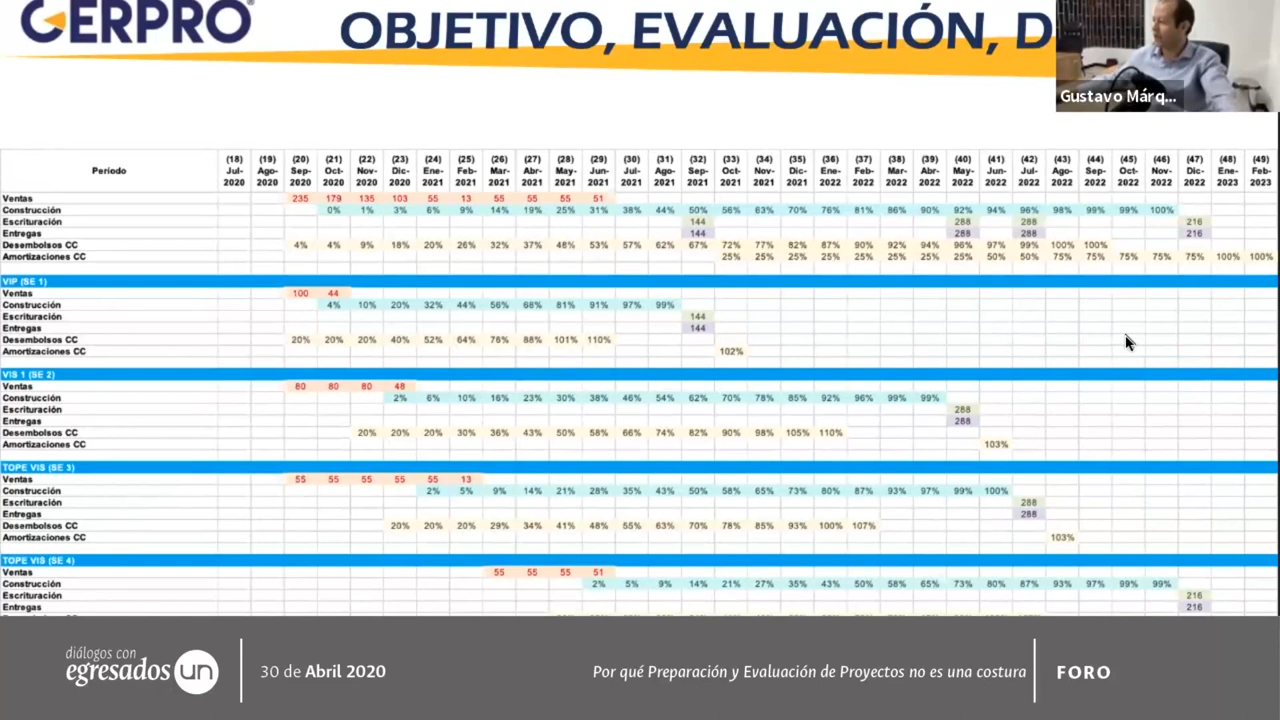 GERPRO®
OBJETIVO, EVALUACIÓN, D
Gustavo Márq...
Período (18) Jul-2020 (19) Ago-2020 (20) Sep-2020 (21) Oct-2020 (22) Nov-2020 (23) Dic-2020 (24) Ene-2021 (25) Feb-2021 (26) Mar-2021 (27) Abr-2021 (28) May-2021 (29) Jun-2021 (30) Jul-2021 (31) Ago-2021 (32) Sep-2021 (33) Oct-2021 (34) Nov-2021 (35) Dic-2021 (36) Ene-2022 (37) Feb-2022 (38) Mar-2022 (39) Abr-2022 (40) May-2022 (41) Jun-2022 (42) Jul-2022 (43) Ago-2022 (44) Sep-2022 (45) Oct-2022 (46) Nov-2022 (47) Dic-2022 (48) Ene-2023 (49) Feb-2023
Ventas 235 179 135 103 55 13 55 55 55 51
Construcción 0% 1% 3% 6% 9% 14% 19% 25% 31% 38% 44% 50% 56% 63% 70% 76% 81% 86% 90% 92% 94% 96% 98% 99% 99% 100%
Escrituración 144 288 288 216
Entregas 144 288 288 216
Desembolsos CC 4% 4% 9% 18% 20% 26% 32% 37% 48% 53% 57% 62% 67% 72% 77% 82% 87% 90% 92% 94% 96% 97% 99% 100% 100%
Amortizaciones CC 25% 25% 25% 25% 25% 25% 25% 25% 50% 50% 75% 75% 75% 75% 75% 100% 100%
VIP (SE 1)
Ventas 100 44
Construcción 4% 10% 20% 32% 44% 56% 68% 81% 91% 97% 99%
Escrituración 144
Entregas 144
Desembolsos CC 20% 20% 20% 40% 52% 64% 76% 88% 101% 110%
Amortizaciones CC 102%
VIS 1 (SE 2)
Ventas 80 80 80 48
Construcción 2% 6% 10% 16% 23% 30% 38% 46% 54% 62% 70% 78% 85% 92% 96% 99% 99%
Escrituración 288
Entregas 288
Desembolsos CC 20% 20% 20% 30% 36% 43% 50% 58% 66% 74% 82% 90% 98% 105% 110%
Amortizaciones CC 103%
TOPE VIS (SE 3)
Ventas 55 55 55 55 55 13
Construcción 2% 5% 9% 14% 21% 28% 35% 43% 50% 58% 65% 73% 80% 87% 93% 97% 99% 100%
Escrituración 288
Entregas 288
Desembolsos CC 20% 20% 20% 29% 34% 41% 48% 55% 63% 70% 78% 85% 93% 100% 107%
Amortizaciones CC 103%
TOPE VIS (SE 4)
Ventas 55 55 55 51
Construcción 2% 5% 9% 14% 21% 27% 35% 43% 50% 58% 65% 73% 80% 87% 93% 97% 99% 99%
Escrituración 216
Entregas 216
diálogos con
egresados un
30 de Abril 2020
Por qué Preparación y Evaluación de Proyectos no es una costura
FORO